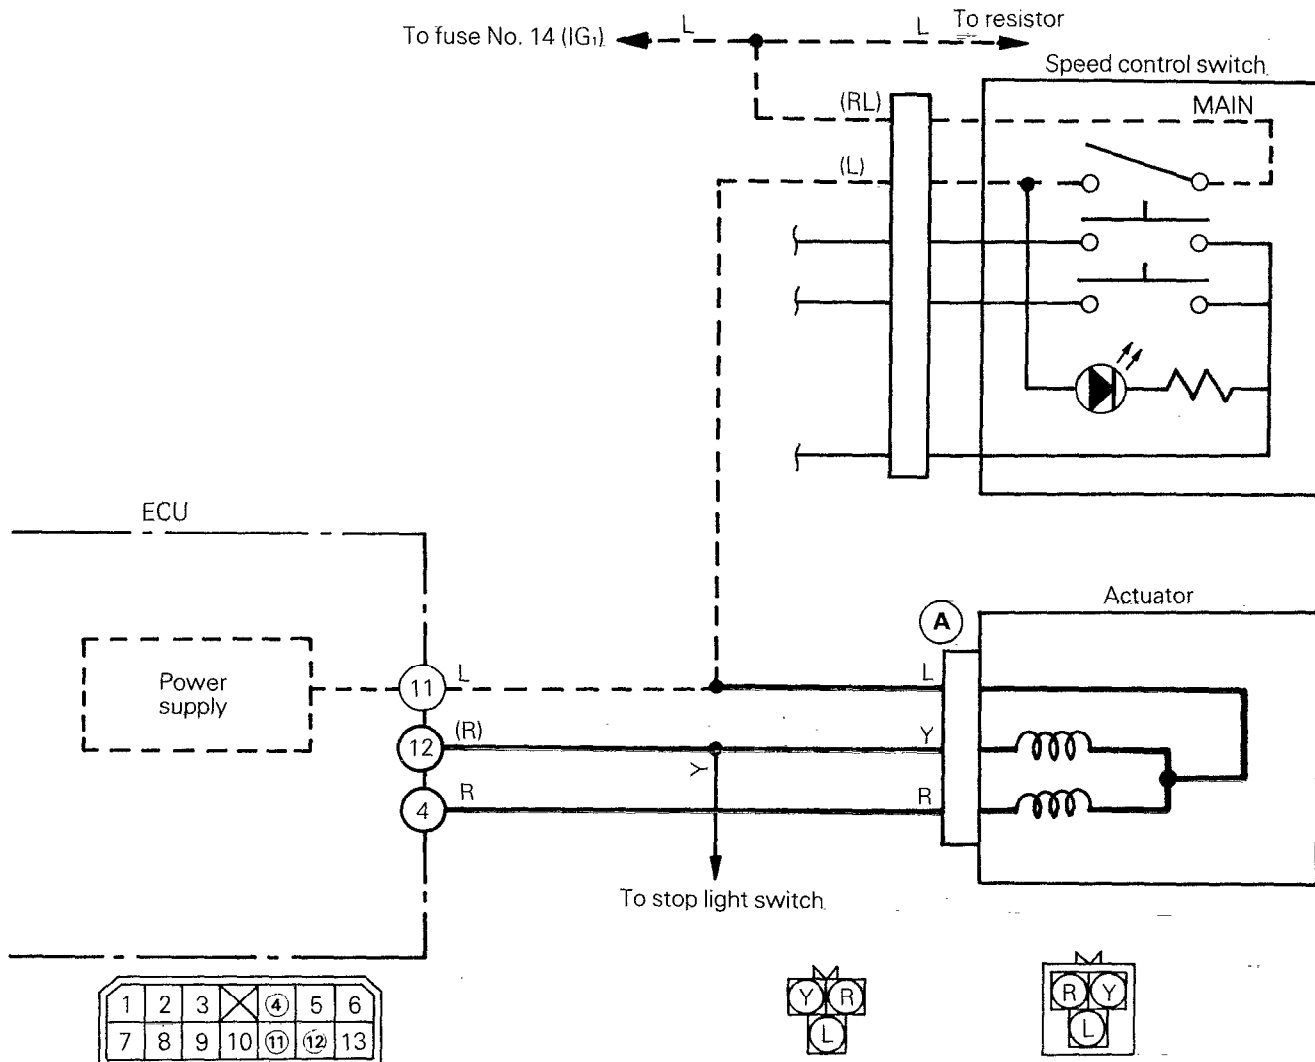 L
L
To resistor
To fuse No. 14 (IG₁)
Speed control switch
(RL)
MAIN
(L)
ECU
Actuator
A
Power
supply
11
L
L
12
(R)
Y
Y
4
R
R
To stop light switch
1 2 3 4 5 6
7 8 9 10 11 12 13
Y R
L
R Y
L